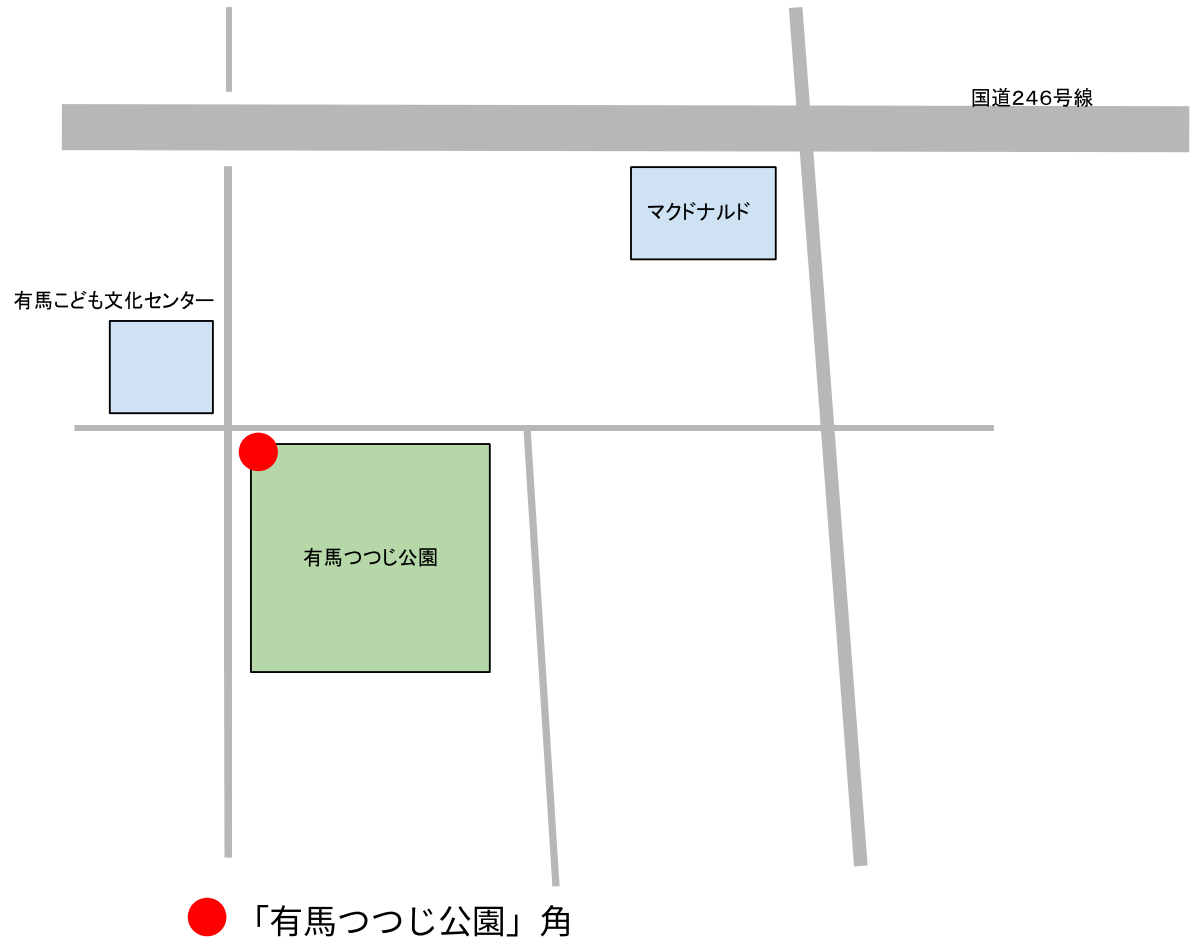 国道246号線
マクドナルド
有馬こども文化センター
有馬つつじ公園
「有馬つつじ公園」角